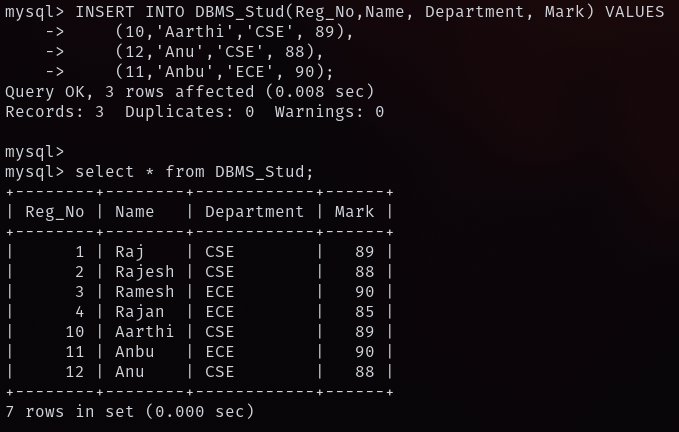 mysql> INSERT INTO DBMS_Stud(Reg_No,Name, Department, Mark) VALUES
    ->     (10,'Aarthi','CSE', 89),
    ->     (12,'Anu','CSE', 88),
    ->     (11,'Anbu','ECE', 90);
Query OK, 3 rows affected (0.008 sec)
Records: 3  Duplicates: 0  Warnings: 0

mysql>
mysql> select * from DBMS_Stud;
+--------+--------+------------+------+
| Reg_No | Name   | Department | Mark |
+--------+--------+------------+------+
|      1 | Raj    | CSE        |   89 |
|      2 | Rajesh | CSE        |   88 |
|      3 | Ramesh | ECE        |   90 |
|      4 | Rajan  | ECE        |   85 |
|     10 | Aarthi | CSE        |   89 |
|     11 | Anbu   | ECE        |   90 |
|     12 | Anu    | CSE        |   88 |
+--------+--------+------------+------+
7 rows in set (0.000 sec)